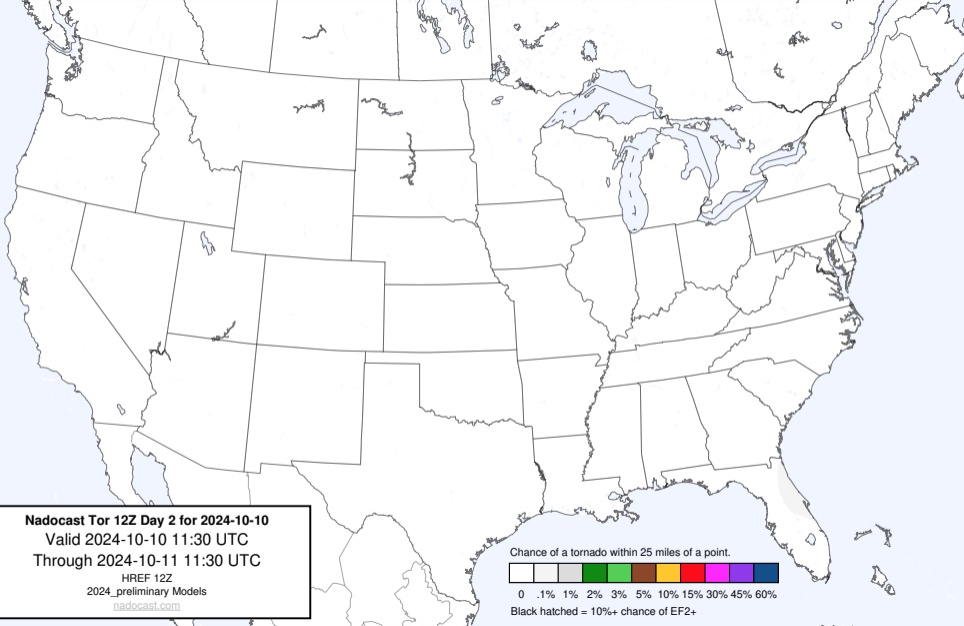 Nadocast Tor 12Z Day 2 for 2024-10-10
Valid 2024-10-10 11:30 UTC
Through 2024-10-11 11:30 UTC
HREF 12Z
2024_preliminary Models
nadocast.com
Chance of a tornado within 25 miles of a point.
0 .1% 1% 2% 3% 5% 10% 15% 30% 45% 60%
Black hatched = 10%+ chance of EF2+